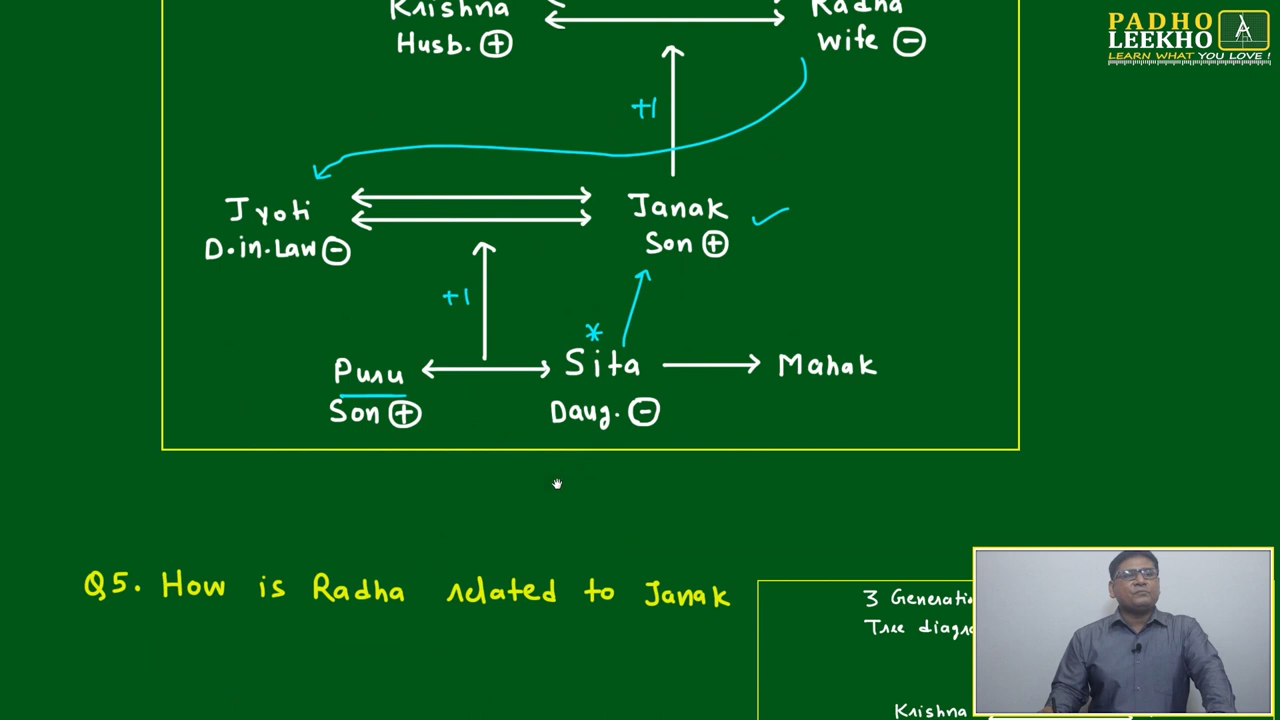 Krishna Radha
Husb. + Wife -
PADHO
LEEKHO
LEARN WHAT YOU LOVE !
+1
Jyoti Janak
D.in.Law - Son +
+1
*
Puru Sita Mahak
Son + Daug. -
Q5. How is Radha related to Janak
3 Generatio
Tree diagra
Krishna